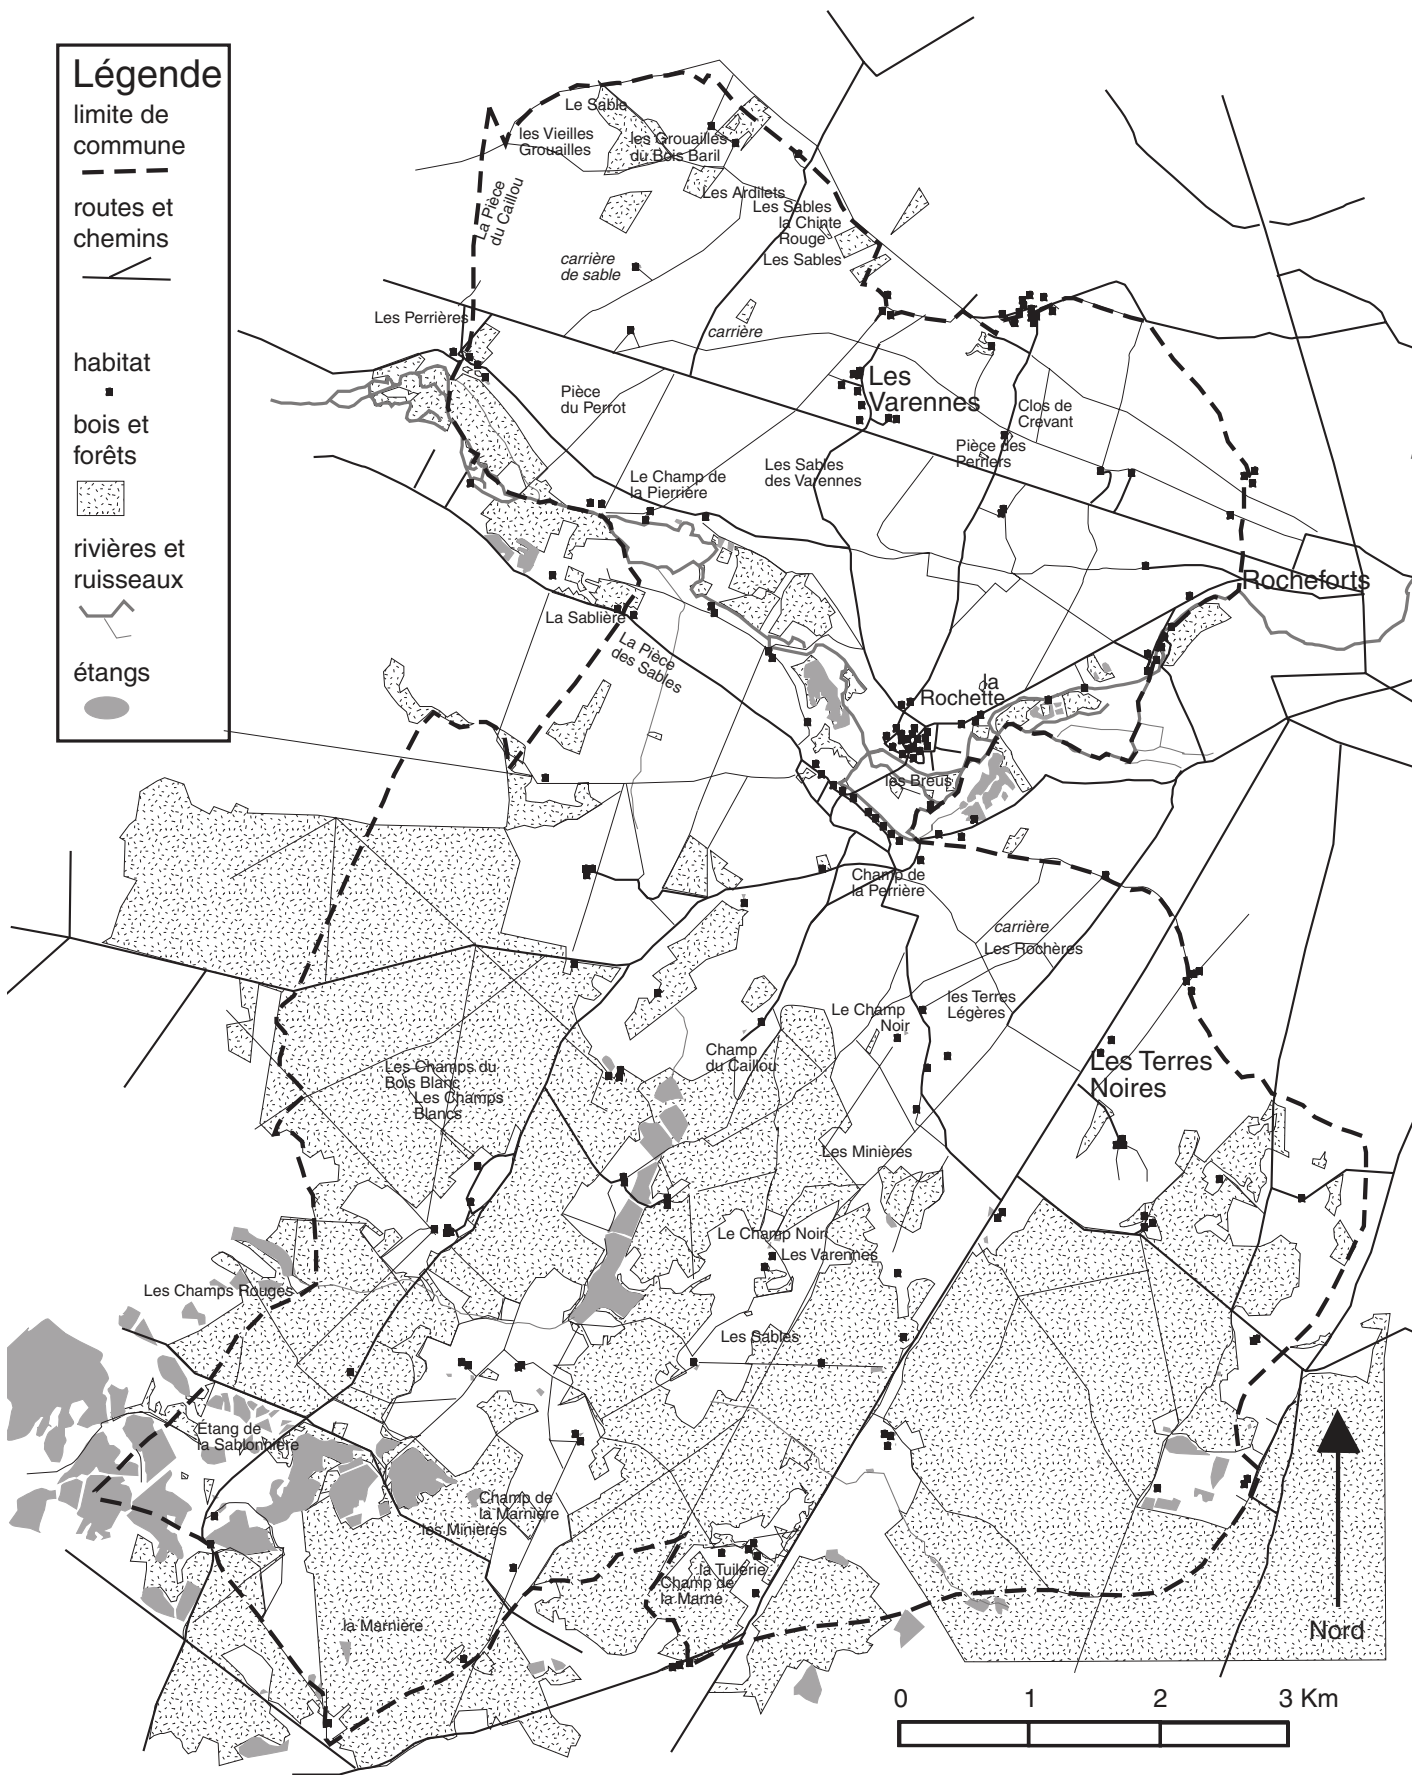 Légende
limite de
commune
routes et
chemins
habitat
bois et
forêts
rivières et
ruisseaux
étangs
Le Sable
les Vieilles
Grouailles
les Grouailles
du Bois Baril
La Pièce
du Caillou
Les Ardilets
Les Sables
la Chinte
Rouge
Les Sables
carrière
de sable
Les Perrières
carrière
Les
Varennes
Pièce
du Perrot
Clos de
Crevant
Pièce des
Perriers
Les Sables
des Varennes
Le Champ de
la Pierrière
Rocheforts
La Sablière
La Pièce
des Sables
la
Rochette
les Breus
Champ de
la Perrière
carrière
Les Rochères
les Terres
Légères
Le Champ
Noir
Champ
du Caillou
Les Terres
Noires
Les Champs du
Bois Blanc
Les Champs
Blancs
Les Minières
Le Champ Noir
Les Varennes
Les Champs Rouges
Les Sables
Etang de
la Sablonnière
Champ de
la Marnière
les Minières
la Tuilerie
Champ de
la Marne
la Marnière
Nord
0 1 2 3 Km